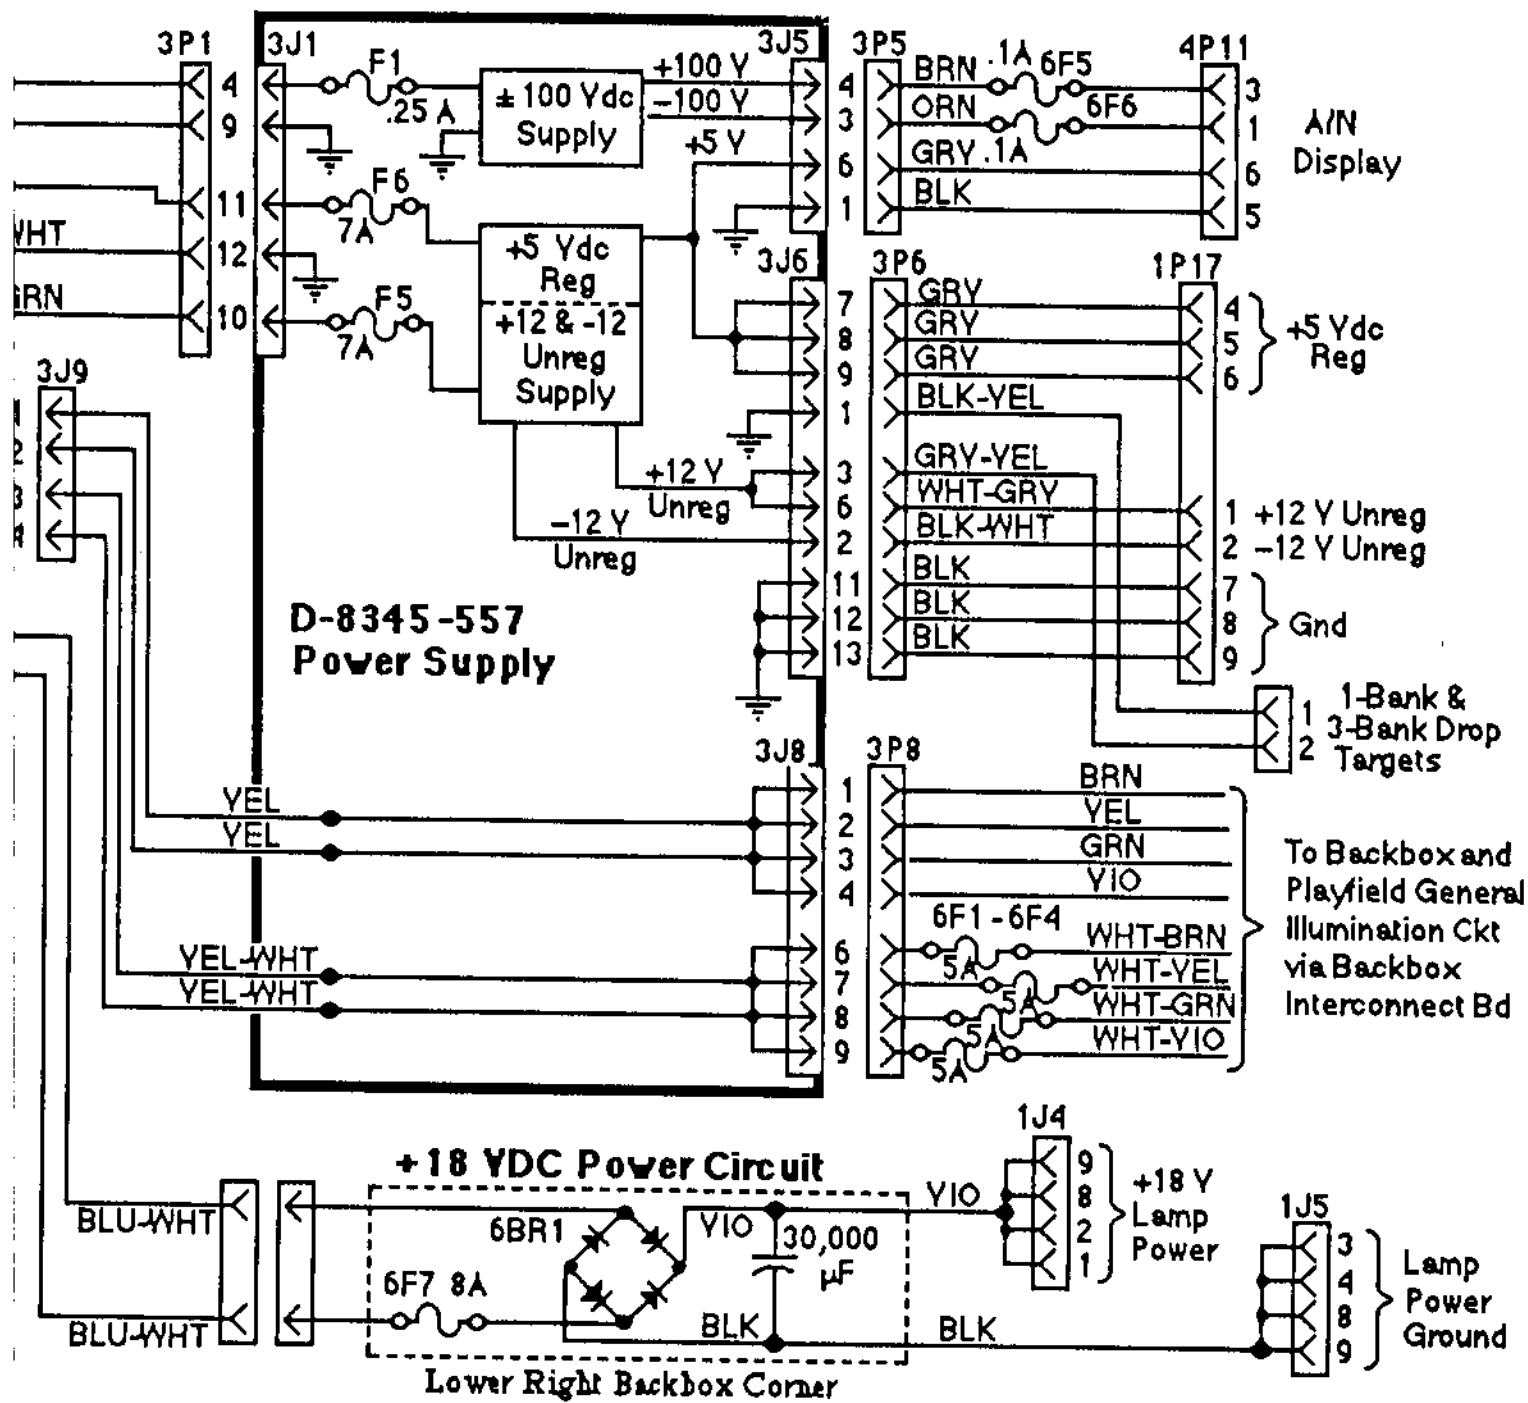 3P1
3J1
3J5
3P5
4P11
F1
.25 A
± 100 Vdc
Supply
+100 V
-100 V
+5 V
4
9
11
12
10
F6
7A
F5
7A
+5 Vdc
Reg
+12 & -12
Unreg
Supply
4
3
6
1
BRN .1A 6F5
ORN 6F6
GRY .1A
BLK
3
1
6
5
A/N
Display
GRN
3J9
2
3
3J6
3P6
1P17
7
8
9
1
3
6
2
11
12
13
GRY
GRY
GRY
BLK-YEL
GRY-YEL
WHT-GRY
BLK-WHT
BLK
BLK
BLK
4
5
6
+5 Vdc
Reg
1 +12 V Unreg
2 -12 V Unreg
7
8
9
Gnd
+12 V
Unreg
-12 V
Unreg
D-8345-557
Power Supply
1
2
1-Bank &
3-Bank Drop
Targets
3J8
3P8
YEL
YEL
YEL-WHT
YEL-WHT
1
2
3
4
6
7
8
9
BRN
YEL
GRN
VIO
6F1 - 6F4
WHT-BRN
5A
WHT-YEL
5A
WHT-GRN
5A
WHT-VIO
5A
To Backbox and
Playfield General
Illumination Ckt
via Backbox
Interconnect Bd
+18 VDC Power Circuit
BLU-WHT
BLU-WHT
6BR1
6F7 8A
VIO
30,000
µF
BLK
VIO
BLK
1J4
9
8
2
1
+18 V
Lamp
Power
1J5
3
4
8
9
Lamp
Power
Ground
Lower Right Backbox Corner